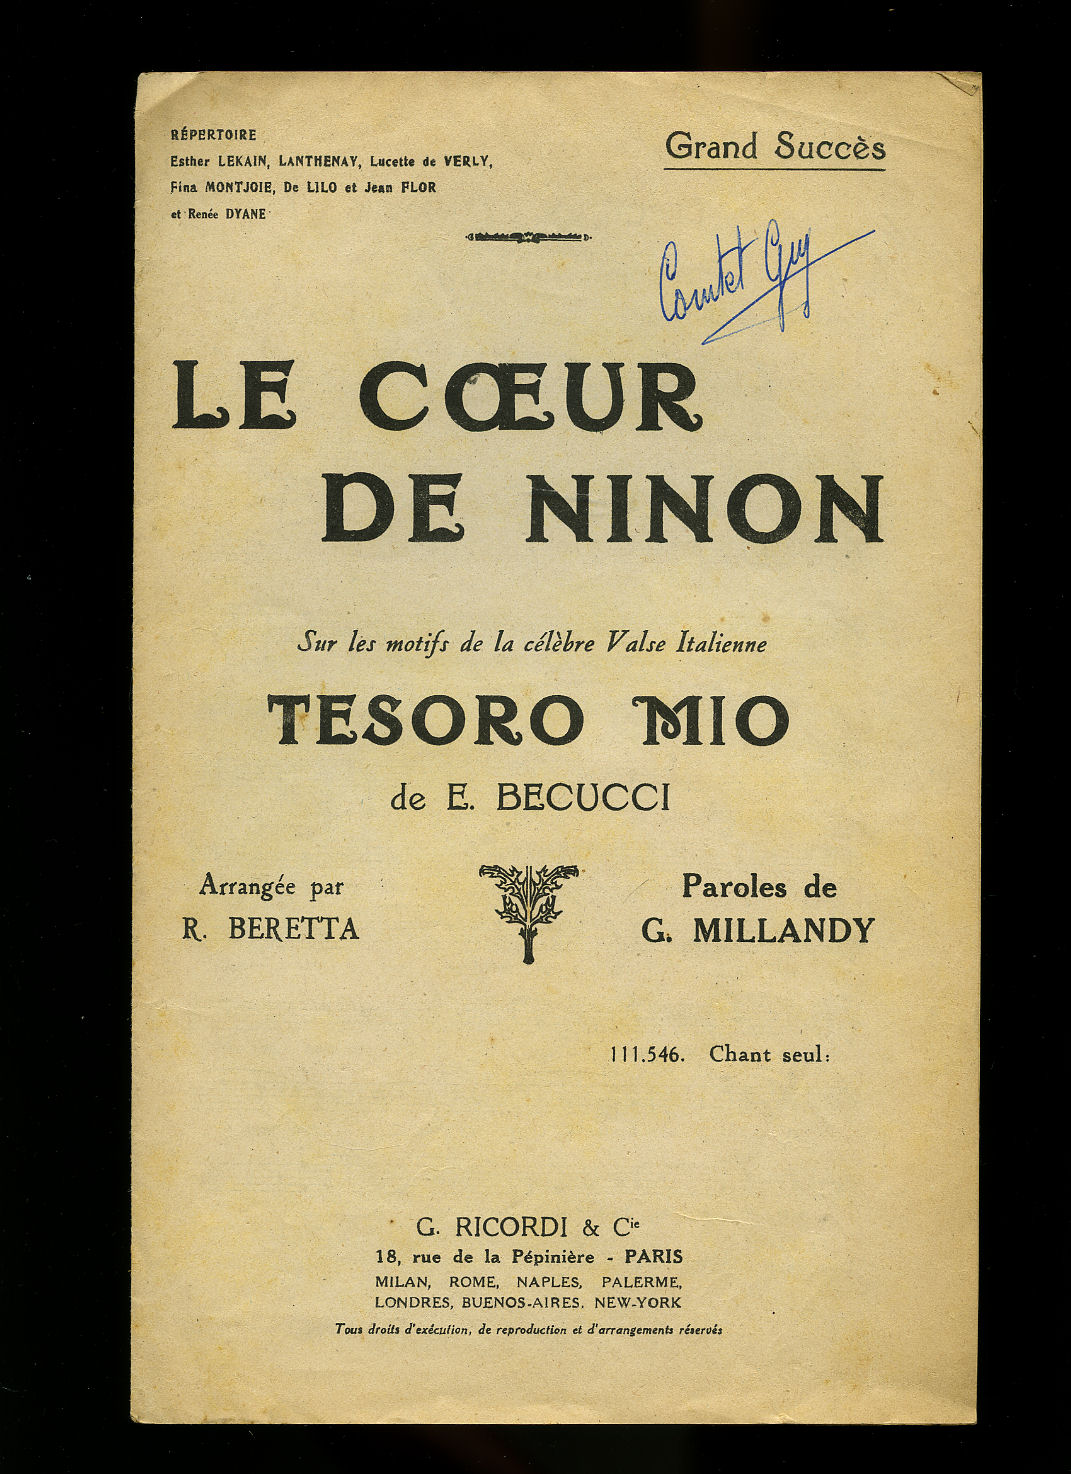 RÉPERTOIRE
Esther LEKAIN, LANTHENAY, Lucette de VERLY,
Fina MONTJOIE, De LILO et Jean FLOR
et Renée DYANE
Grand Succès
Comtet Guy
LE CŒUR
DE NINON
Sur les motifs de la célèbre Valse Italienne
TESORO MIO
de E. BECUCCI
Arrangée par
R. BERETTA
Paroles de
G. MILLANDY
111.546. Chant seul:
G. RICORDI & Cie
18, rue de la Pépinière - PARIS
MILAN, ROME, NAPLES, PALERME,
LONDRES, BUENOS-AIRES, NEW-YORK
Tous droits d'exécution, de reproduction et d'arrangements réservés